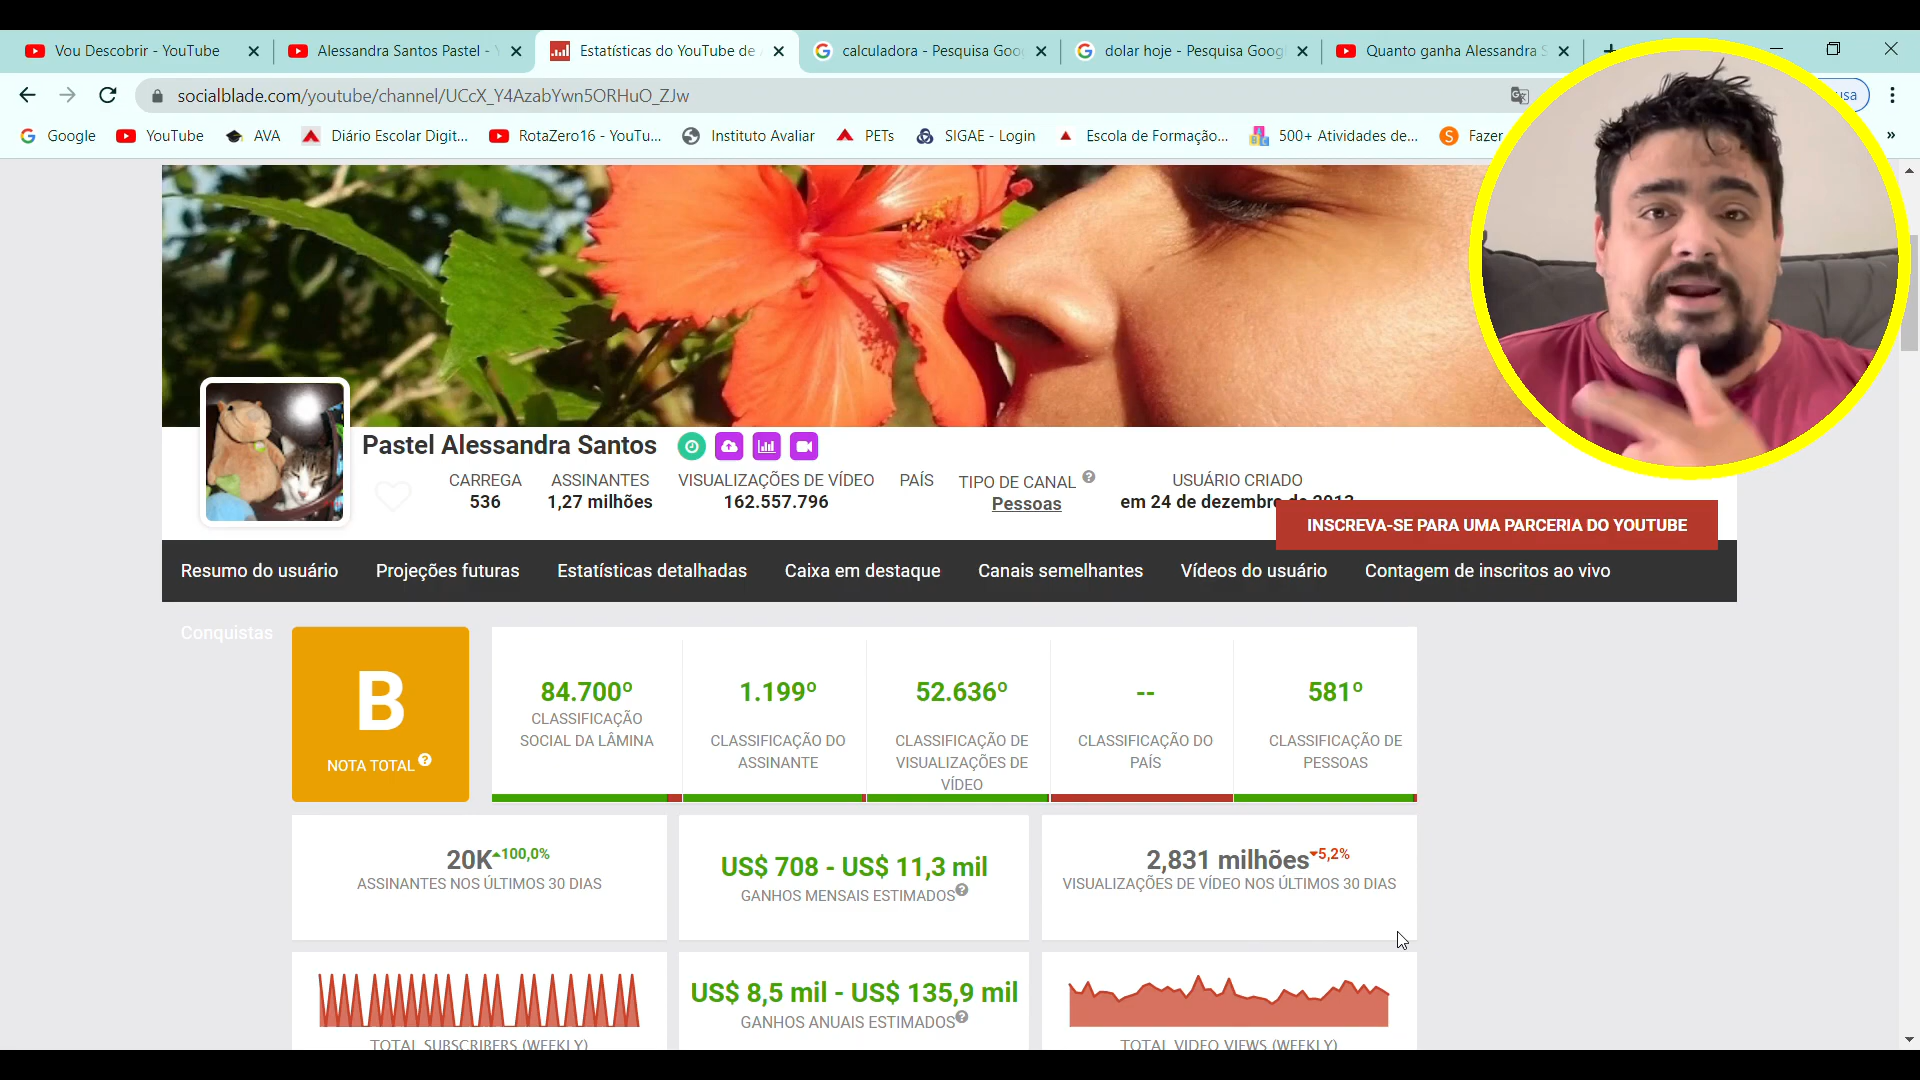 Vou Descobrir - YouTube
Alessandra Santos Pastel -
Estatísticas do YouTube de
calculadora - Pesquisa Goo
dolar hoje - Pesquisa Goog
Quanto ganha Alessandra S
socialblade.com/youtube/channel/UCcX_Y4AzabYwn5ORHuO_ZJw
usa
Google
YouTube
AVA
Diário Escolar Digit...
RotaZero16 - YouTu...
Instituto Avaliar
PETs
SIGAE - Login
Escola de Formação...
500+ Atividades de...
Fazer
»
Pastel Alessandra Santos
CARREGA
536
ASSINANTES
1,27 milhões
VISUALIZAÇÕES DE VÍDEO
162.557.796
PAÍS
TIPO DE CANAL ?
Pessoas
USUÁRIO CRIADO
em 24 de dezembro de 2013
INSCREVA-SE PARA UMA PARCERIA DO YOUTUBE
Resumo do usuário
Projeções futuras
Estatísticas detalhadas
Caixa em destaque
Canais semelhantes
Vídeos do usuário
Contagem de inscritos ao vivo
Conquistas
B
NOTA TOTAL ?
84.700º
CLASSIFICAÇÃO
SOCIAL DA LÂMINA
1.199º
CLASSIFICAÇÃO DO
ASSINANTE
52.636º
CLASSIFICAÇÃO DE
VISUALIZAÇÕES DE
VÍDEO
--
CLASSIFICAÇÃO DO
PAÍS
581º
CLASSIFICAÇÃO DE
PESSOAS
20K 100,0%
ASSINANTES NOS ÚLTIMOS 30 DIAS
US$ 708 - US$ 11,3 mil
GANHOS MENSAIS ESTIMADOS ?
2,831 milhões 5,2%
VISUALIZAÇÕES DE VÍDEO NOS ÚLTIMOS 30 DIAS
TOTAL SUBSCRIBERS (WEEKLY)
US$ 8,5 mil - US$ 135,9 mil
GANHOS ANUAIS ESTIMADOS ?
TOTAL VIDEO VIEWS (WEEKLY)